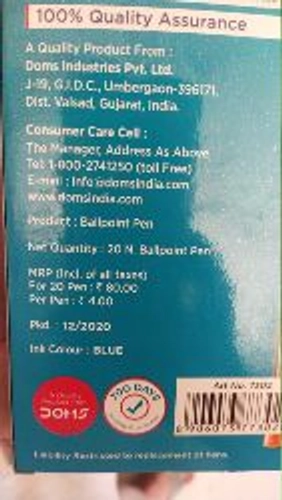 100% Quality Assurance
A Quality Product From :
Doms Industries Pvt. Ltd.
J-19, G.I.D.C., Umbergaon-396171,
Dist. Valsad, Gujarat, India.
Consumer Care Cell :
The Manager, Address As Above
Tel: 1-800-2741250 (toll Free)
E-mail : info@domsindia.com
www.domsindia.com
Product : Ballpoint Pen
Net Quantity : 20 N. Ballpoint Pen
MRP (Incl. of all taxes)
For 20 Pen : ₹ 80.00
Per Pen : ₹ 4.00
Pkd. : 12/2020
Ink Colour : BLUE
DOMS
100 DAYS
Art No.